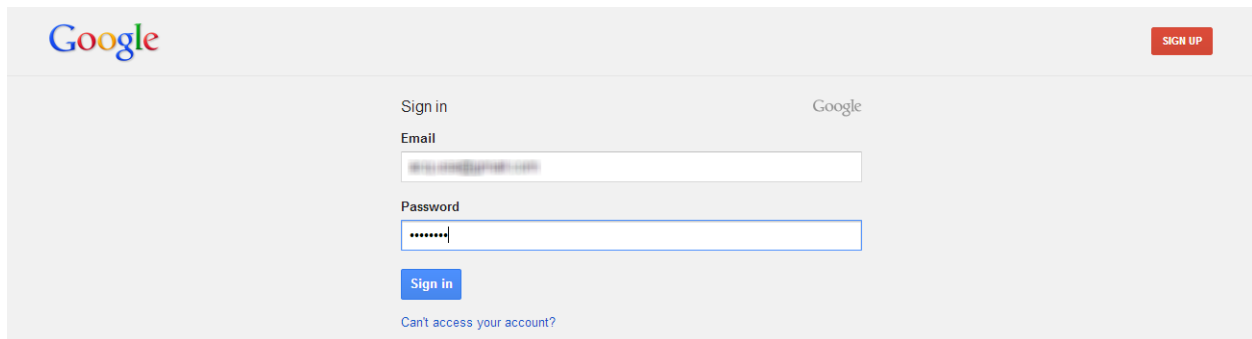 Google
SIGN UP
Sign in Google
Email
Password
••••••••
Sign in
Can't access your account?